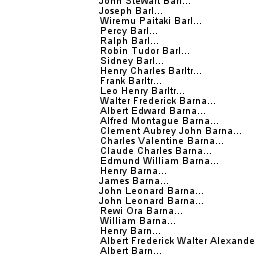 John Stewart Barl...
Joseph Barl...
Wiremu Paitaki Barl...
Percy Barl...
Ralph Barl...
Robin Tudor Barl...
Sidney Barl...
Henry Charles Barltr...
Frank Barltr...
Leo Henry Barltr...
Walter Frederick Barna...
Albert Edward Barna...
Alfred Montague Barna...
Clement Aubrey John Barna...
Charles Valentine Barna...
Claude Charles Barna...
Edmund William Barna...
Henry Barna...
James Barna...
John Leonard Barna...
John Leonard Barna...
Rewi Ora Barna...
William Barna...
Henry Barn...
Albert Frederick Walter Alexande
Albert Barn...